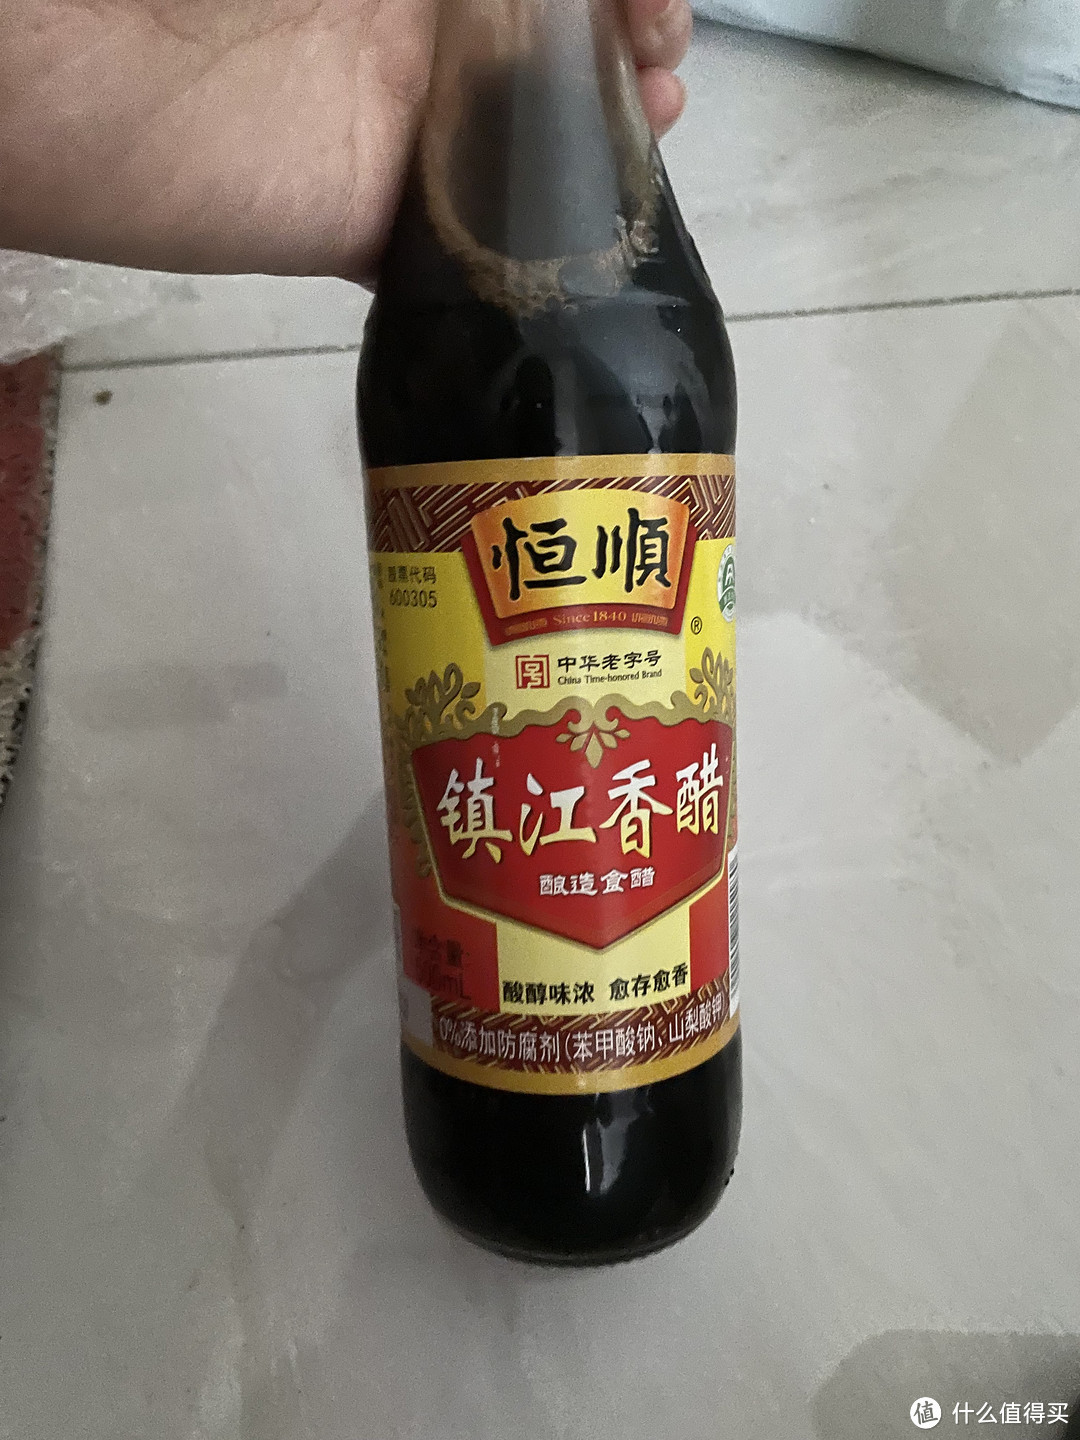 恒順
Since 1840
®
股票代码
600305
中华老字号
China Time-honored Brand
镇江香醋
酿造食醋
酸醇味浓 愈存愈香
0%添加防腐剂(苯甲酸钠、山梨酸钾)
值 什么值得买